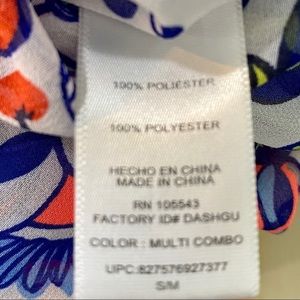 100% POLIÉSTER
100% POLYESTER
HECHO EN CHINA
MADE IN CHINA
RN 105543
FACTORY ID# DASHGU
COLOR : MULTI COMBO
UPC:827576927377
S/M